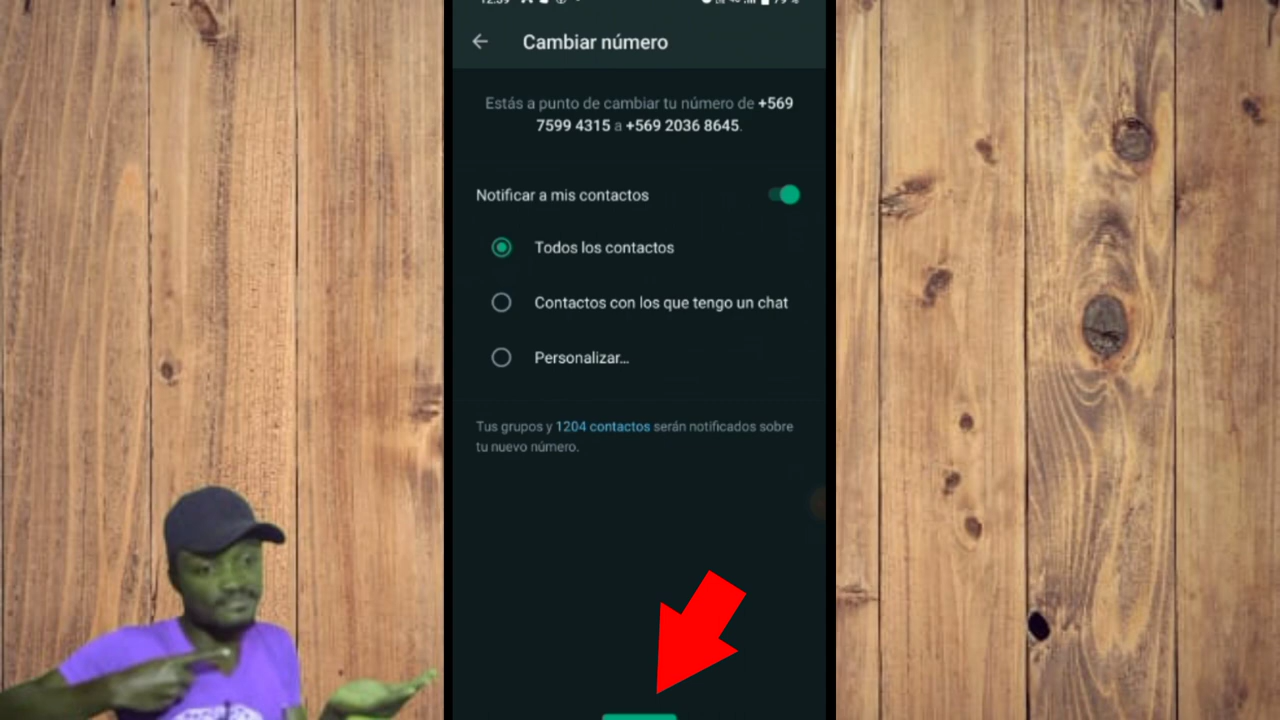 Cambiar número
Estás a punto de cambiar tu número de +569
7599 4315 a +569 2036 8645.
Notificar a mis contactos
Todos los contactos
Contactos con los que tengo un chat
Personalizar...
Tus grupos y 1204 contactos serán notificados sobre
tu nuevo número.